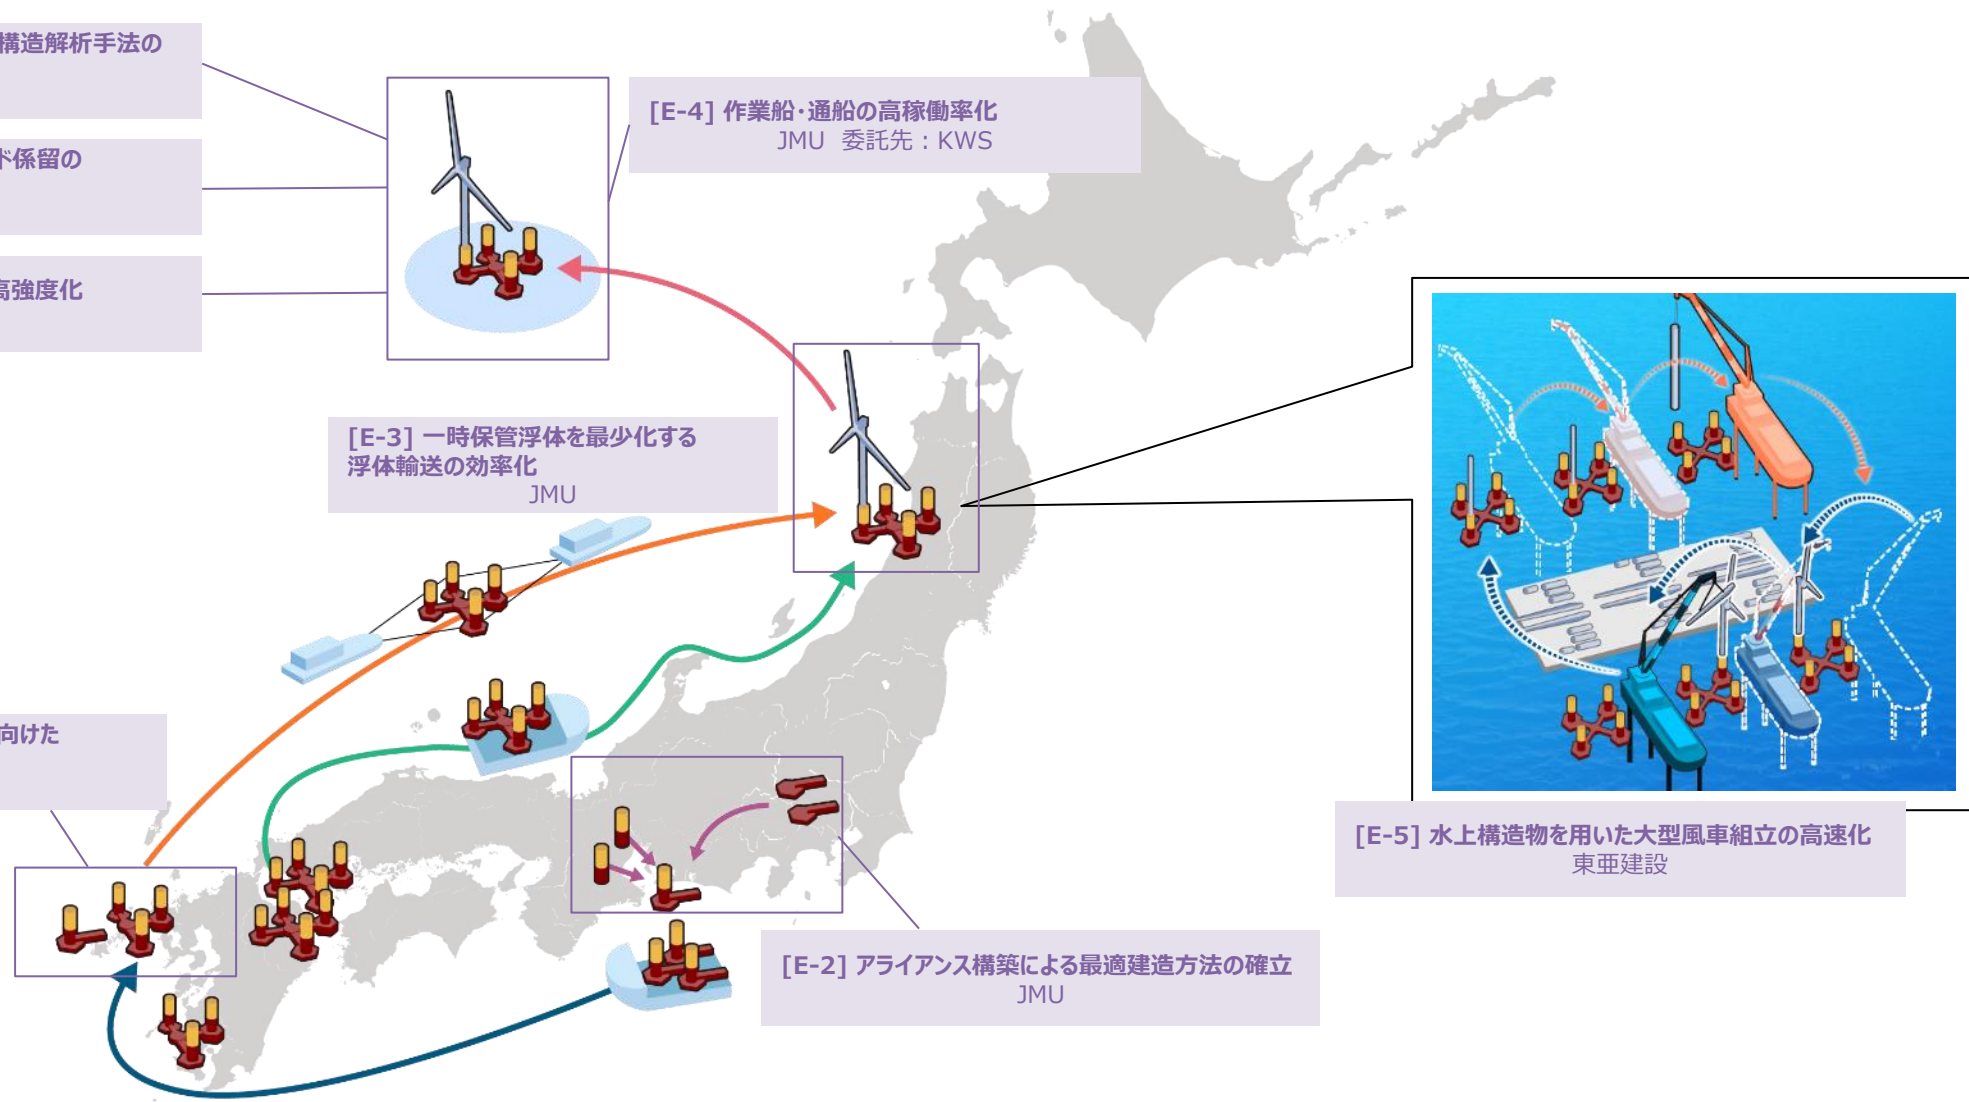 構造解析手法の
ド係留の
高強度化
[E-4] 作業船・通船の高稼働率化
JMU 委託先：KWS
[E-3] 一時保管浮体を最少化する
浮体輸送の効率化
JMU
向けた
[E-5] 水上構造物を用いた大型風車組立の高速化
東亜建設
[E-2] アライアンス構築による最適建造方法の確立
JMU